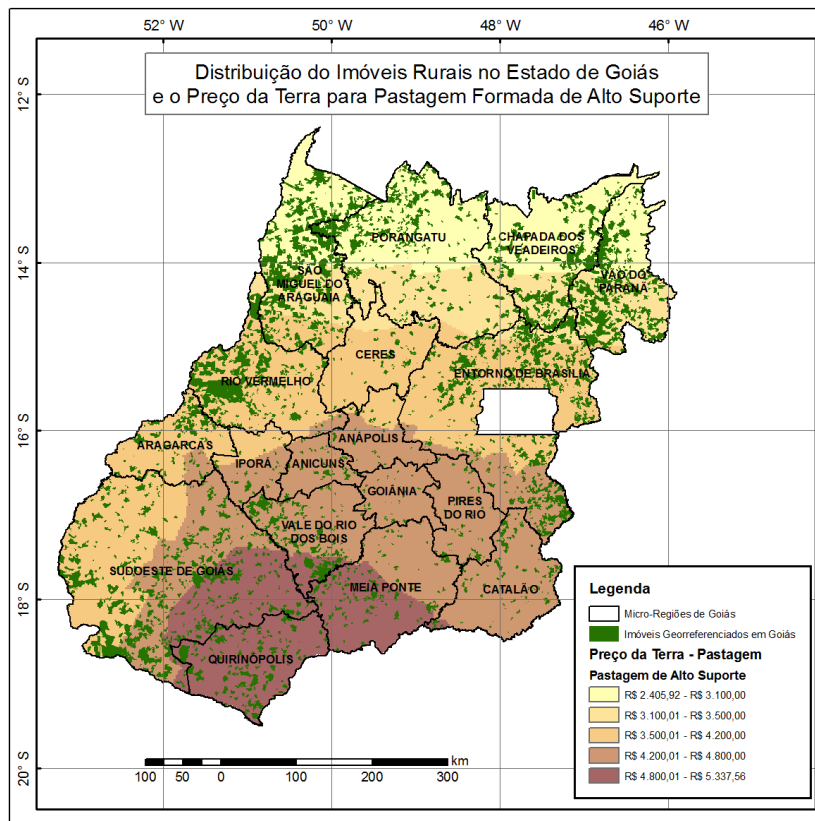 52° W
50° W
48° W
46° W
Distribuição do Imóveis Rurais no Estado de Goiás
e o Preço da Terra para Pastagem Formada de Alto Suporte
12° S
14° S
16° S
18° S
20° S
PORANGATU
CHAPADA DOS
VEADEIROS
SÃO
MIGUEL DO
ARAGUAIA
VÃO DO
PARANÃ
CERES
RIO VERMELHO
ENTORNO DE BRASÍLIA
ARAGARÇAS
ANÁPOLIS
IPORÁ
ANICUNS
GOIÂNIA
PIRES
DO RIO
VALE DO RIO
DOS BOIS
SUDOESTE DE GOIÁS
MEIA PONTE
CATALÃO
QUIRINÓPOLIS
Legenda
Micro-Regiões de Goiás
Imóveis Georreferenciados em Goiás
Preço da Terra - Pastagem
Pastagem de Alto Suporte
R$ 2.405,92 - R$ 3.100,00
R$ 3.100,01 - R$ 3.500,00
R$ 3.500,01 - R$ 4.200,00
R$ 4.200,01 - R$ 4.800,00
R$ 4.800,01 - R$ 5.337,56
km
100 50 0 100 200 300